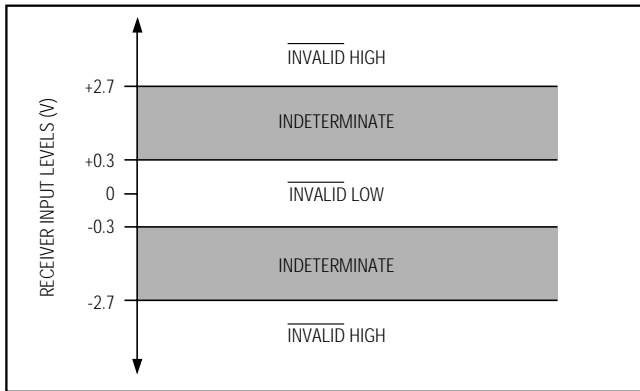 RECEIVER INPUT LEVELS (V)
INVALID HIGH
+2.7
INDETERMINATE
+0.3
0
INVALID LOW
-0.3
INDETERMINATE
-2.7
INVALID HIGH